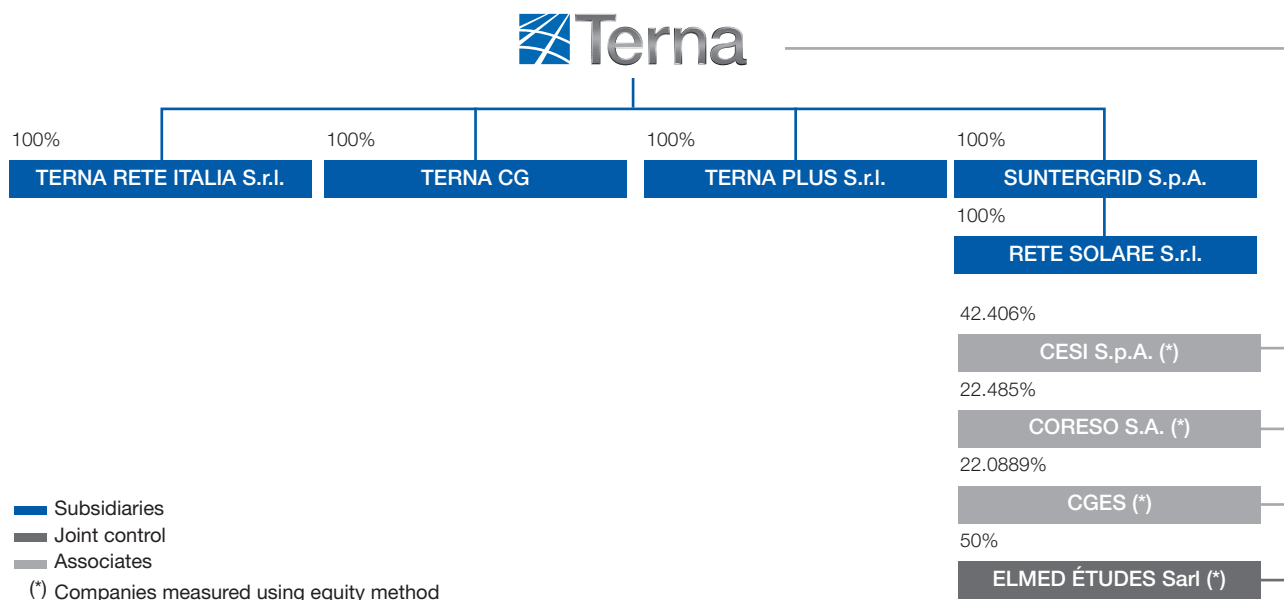 Terna
100% 100% 100% 100%
TERNA RETE ITALIA S.r.l. TERNA CG TERNA PLUS S.r.l. SUNTERGRID S.p.A.
100%
RETE SOLARE S.r.l.
42.406%
CESI S.p.A. (*)
22.485%
CORESO S.A. (*)
22.0889%
CGES (*)
50%
ELMED ÉTUDES Sarl (*)
Subsidiaries
Joint control
Associates
(*) Companies measured using equity method